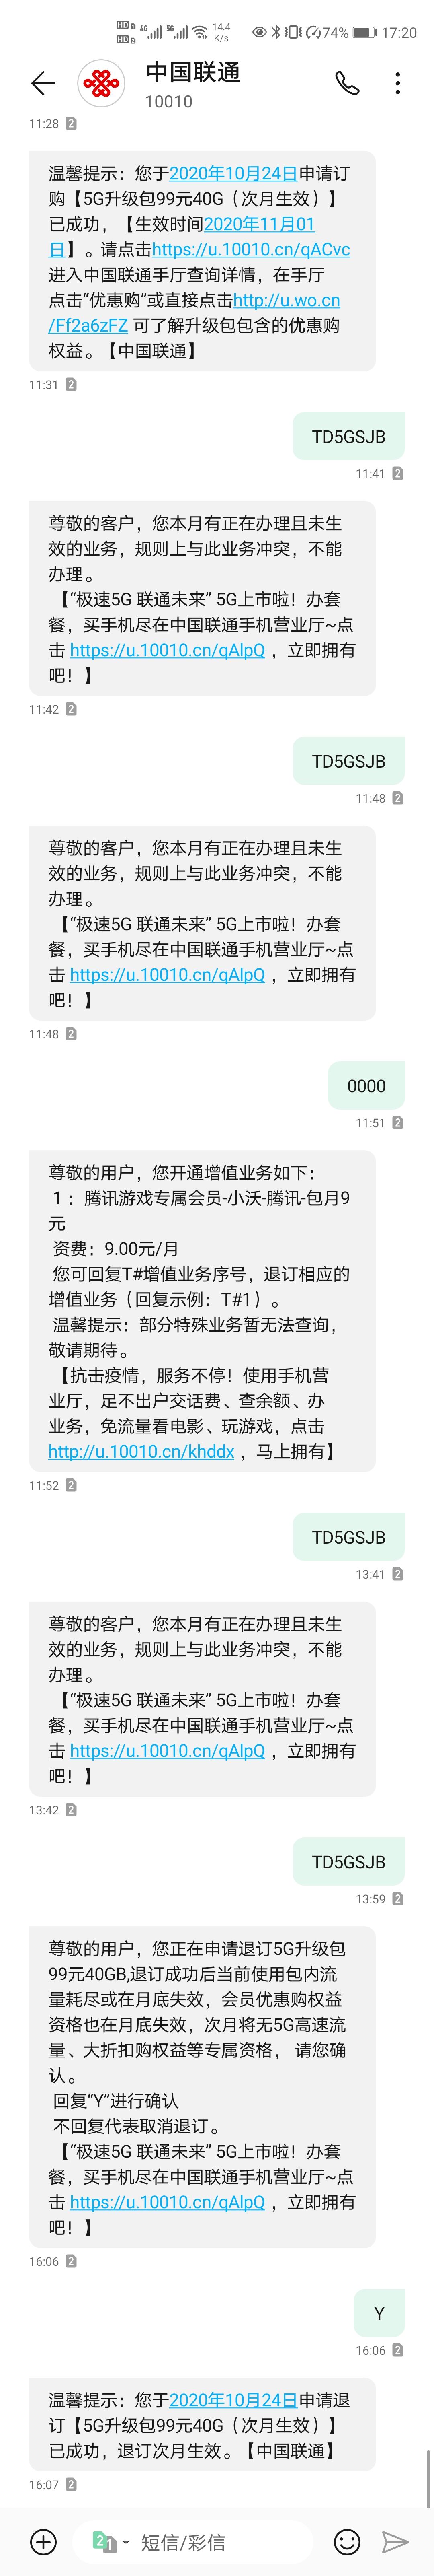 HD 1 4G 5G 14.4 K/s 74% 17:20
HD 2
中国联通
10010
11:28 2
温馨提示：您于2020年10月24日申请订
购【5G升级包99元40G（次月生效）】
已成功，【生效时间2020年11月01
日】。请点击https://u.10010.cn/qACvc
进入中国联通手厅查询详情，在手厅
点击“优惠购”或直接点击http://u.wo.cn
/Ff2a6zFZ 可了解升级包包含的优惠购
权益。【中国联通】
11:31 2
TD5GSJB
11:41 2
尊敬的客户，您本月有正在办理且未生
效的业务，规则上与此业务冲突，不能
办理。
【“极速5G 联通未来” 5G上市啦！办套
餐，买手机尽在中国联通手机营业厅~点
击 https://u.10010.cn/qAlpQ ，立即拥有
吧！】
11:42 2
TD5GSJB
11:48 2
尊敬的客户，您本月有正在办理且未生
效的业务，规则上与此业务冲突，不能
办理。
【“极速5G 联通未来” 5G上市啦！办套
餐，买手机尽在中国联通手机营业厅~点
击 https://u.10010.cn/qAlpQ ，立即拥有
吧！】
11:48 2
0000
11:51 2
尊敬的用户，您开通增值业务如下：
1：腾讯游戏专属会员-小沃-腾讯-包月9
元
资费：9.00元/月
您可回复T#增值业务序号，退订相应的
增值业务（回复示例：T#1）。
温馨提示：部分特殊业务暂无法查询，
敬请期待。
【抗击疫情，服务不停！使用手机营
业厅，足不出户交话费、查余额、办
业务，免流量看电影、玩游戏，点击
http://u.10010.cn/khddx ，马上拥有】
11:52 2
TD5GSJB
13:41 2
尊敬的客户，您本月有正在办理且未生
效的业务，规则上与此业务冲突，不能
办理。
【“极速5G 联通未来” 5G上市啦！办套
餐，买手机尽在中国联通手机营业厅~点
击 https://u.10010.cn/qAlpQ ，立即拥有
吧！】
13:42 2
TD5GSJB
13:59 2
尊敬的用户，您正在申请退订5G升级包
99元40GB,退订成功后当前使用包内流
量耗尽或在月底失效，会员优惠购权益
资格也在月底失效，次月将无5G高速流
量、大折扣购权益等专属资格，请您确
认。
回复“Y”进行确认
不回复代表取消退订。
【“极速5G 联通未来” 5G上市啦！办套
餐，买手机尽在中国联通手机营业厅~点
击 https://u.10010.cn/qAlpQ ，立即拥有
吧！】
16:06 2
Y
16:06 2
温馨提示：您于2020年10月24日申请退
订【5G升级包99元40G（次月生效）】
已成功，退订次月生效。【中国联通】
16:07 2
2 1 短信/彩信